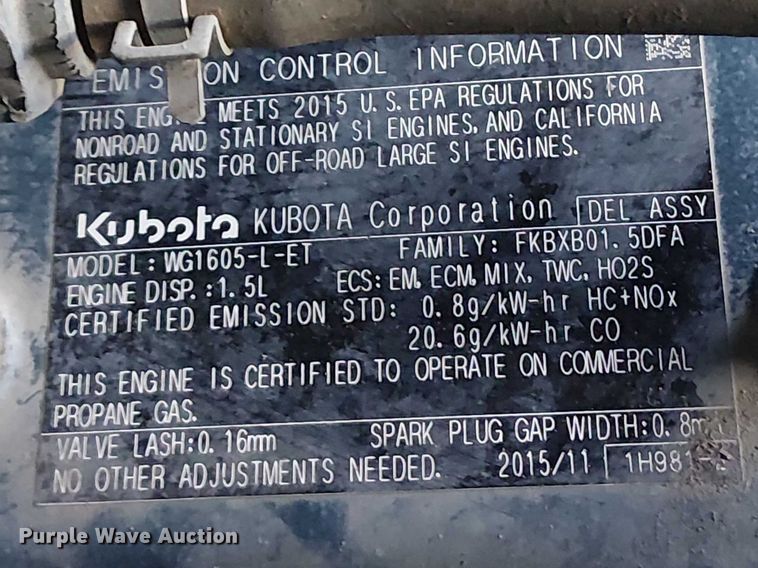 EMISSION CONTROL INFORMATION
THIS ENGINE MEETS 2015 U.S. EPA REGULATIONS FOR
NONROAD AND STATIONARY SI ENGINES, AND CALIFORNIA
REGULATIONS FOR OFF-ROAD LARGE SI ENGINES.
Kubota KUBOTA Corporation DEL ASSY
MODEL: WG1605-L-ET FAMILY: FKBXB01.5DFA
ENGINE DISP.:1.5L ECS: EM, ECM, MIX, TWC, HO2S
CERTIFIED EMISSION STD: 0.8g/kW-hr HC+NOx
20.6g/kW-hr CO
THIS ENGINE IS CERTIFIED TO OPERATE ON COMMERCIAL
PROPANE GAS.
VALVE LASH:0.16mm SPARK PLUG GAP WIDTH:0.8m
NO OTHER ADJUSTMENTS NEEDED. 2015/11 1H981-
Purple Wave Auction